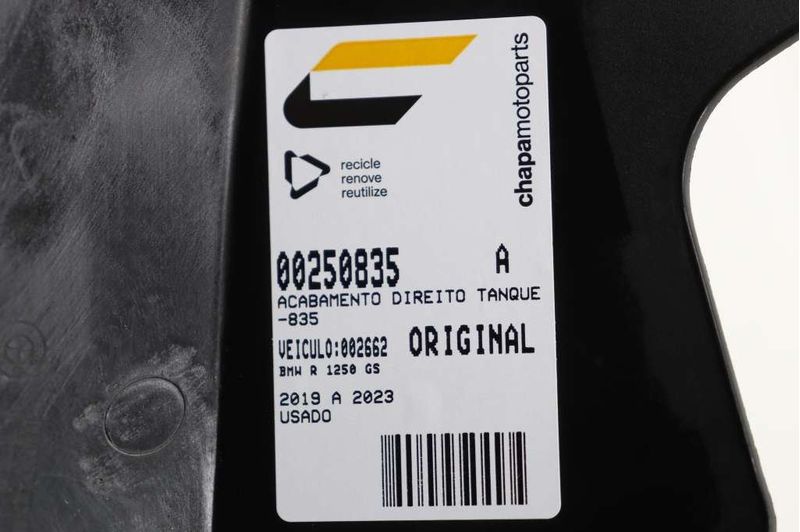 chapamotoparts
recicle
renove
reutilize
00250835 A
ACABAMENTO DIREITO TANQUE
-835
VEICULO:002662 ORIGINAL
BMW R 1250 GS
2019 A 2023
USADO